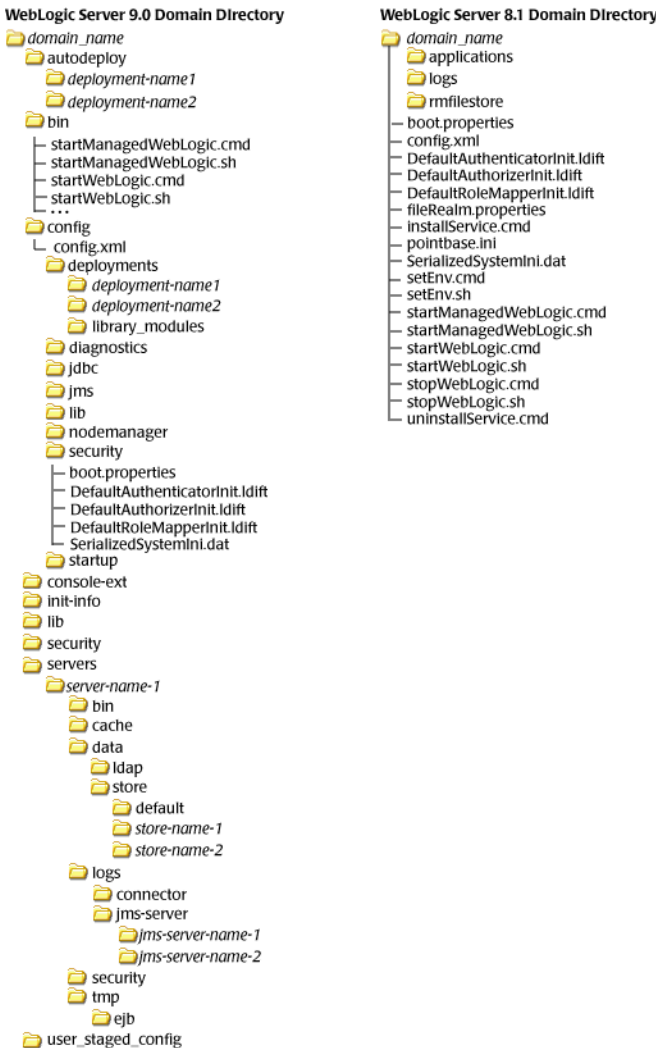 WebLogic Server 9.0 Domain DIrectory
domain_name
autodeploy
deployment-name1
deployment-name2
bin
startManagedWebLogic.cmd
startManagedWebLogic.sh
startWebLogic.cmd
startWebLogic.sh
...
config
config.xml
deployments
deployment-name1
deployment-name2
library_modules
diagnostics
jdbc
jms
lib
nodemanager
security
boot.properties
DefaultAuthenticatorInit.ldift
DefaultAuthorizerInit.ldift
DefaultRoleMapperInit.ldift
SerializedSystemIni.dat
startup
console-ext
init-info
lib
security
servers
server-name-1
bin
cache
data
ldap
store
default
store-name-1
store-name-2
logs
connector
jms-server
jms-server-name-1
jms-server-name-2
security
tmp
ejb
user_staged_config
WebLogic Server 8.1 Domain DIrectory
domain_name
applications
logs
rmfilestore
boot.properties
config.xml
DefaultAuthenticatorInit.ldift
DefaultAuthorizerInit.ldift
DefaultRoleMapperInit.ldift
fileRealm.properties
installService.cmd
pointbase.ini
SerializedSystemIni.dat
setEnv.cmd
setEnv.sh
startManagedWebLogic.cmd
startManagedWebLogic.sh
startWebLogic.cmd
startWebLogic.sh
stopWebLogic.cmd
stopWebLogic.sh
uninstallService.cmd